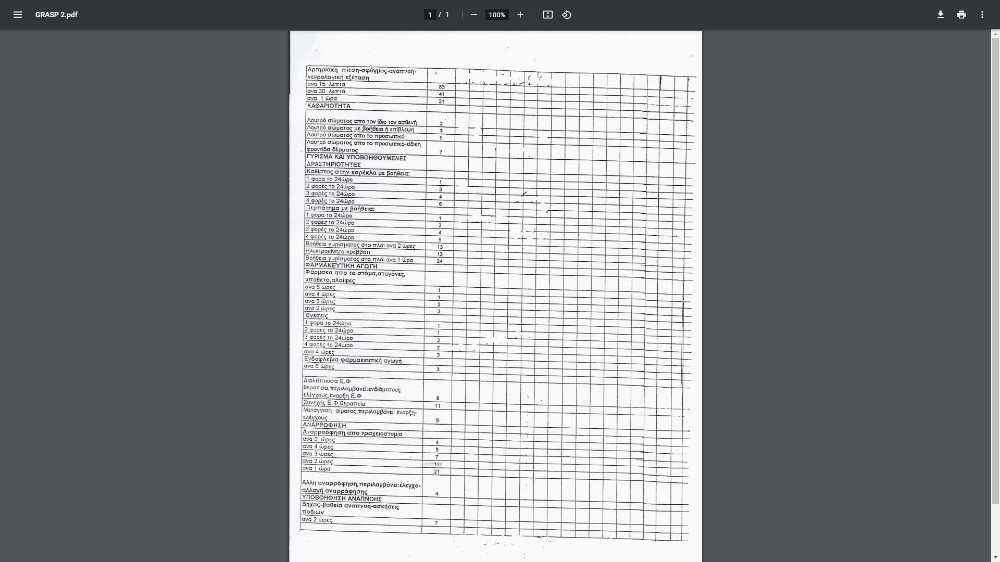 GRASP 2.pdf
1 / 1
100%
Αρτηρίακη πίεση-σφύγμος-αναπνοή-
νευρολογική εξέταση
ανα 15 λεπτά 83
ανα 30 λεπτά 41
ανα 1 ώρα 21
ΚΑΘΑΡΙΟΤΗΤΑ
Λουτρό σώματος απο τον ίδιο τον ασθενή 2
Λουτρό σώματος με βοήθεια ή επίβλεψη 3
Λουτρό σώματος απο το προσωπικό 5
Λουτρό σώματος απο το προσωπικό-είδικη
φροντίδα δέρματος 7
ΓΥΡΙΣΜΑ ΚΑΙ ΥΠΟΒΟΗΘΟΥΜΕΝΕΣ
ΔΡΑΣΤΗΡΙΟΤΗΤΕΣ
Καθίστος στην καρέκλα με βοήθεια:
1 φορα το 24ώρο 1
2 φορές το 24ώρο 3
3 φορές το 24ώρο 4
4 φορές το 24ώρο 6
Περπάτημα με βοήθεια:
1 φορα το 24ώρο 1
2 φορές το 24ώρο 3
3 φορές το 24ώρο 4
4 φορές το 24ώρο 5
Βοήθεια γυρίσματος στο πλάι ανα 2 ώρες 13
Ηλεκτροκίνητο κρεββάτι 13
Βοήθεια γυρίσματος στο πλάι ανα 1 ώρα 24
ΦΑΡΜΑΚΕΥΤΙΚΗ ΑΓΩΓΗ
Φάρμακα απο το στόμα,σταγόνες,
υπόθετα,αλοίφες
ανα 6 ώρες 1
ανα 4 ώρες 1
ανα 3 ώρες 2
ανα 2 ώρες 3
Ένεσεις
1 φορα το 24ώρο 1
2 φορές το 24ώρο 1
3 φορές το 24ώρο 2
4 φορές το 24ώρο 2
ανα 4 ώρες 3
Ενδοφλέβια φαρμακευτική αγωγή
ανα 6 ώρες 3
Διαλείπουσα Ε.Φ
θεραπεία,περιλαμβάνεί:ενδιάμεσους
ελέγχους,έναρξη Ε.Φ 9
Συνεχής Ε.Φ θεραπεία 11
Μετάγγιση αίματος,περιλαμβάνει: έναρξη-
ελέγχους 5
ΑΝΑΡΡΟΦΗΣΗ
Αναρροόφηση απο τραχειοστομία
ανα 6 ώρες 4
ανα 4 ώρες 5
ανα 3 ώρες 7
ανα 2 ώρες 11
ανα 1 ώρα 21
Αλλη αναρρόφηση,περιλαμβάνει:έλεγχο-
αλλαγή αναρρόφησης 4
ΥΠΟΒΟΗΘΗΣΗ ΑΝΑΠΝΟΗΣ
Βήχας-βαθεία αναπνοή-ασκήσεις
ποδιών
ανα 2 ώρες 7